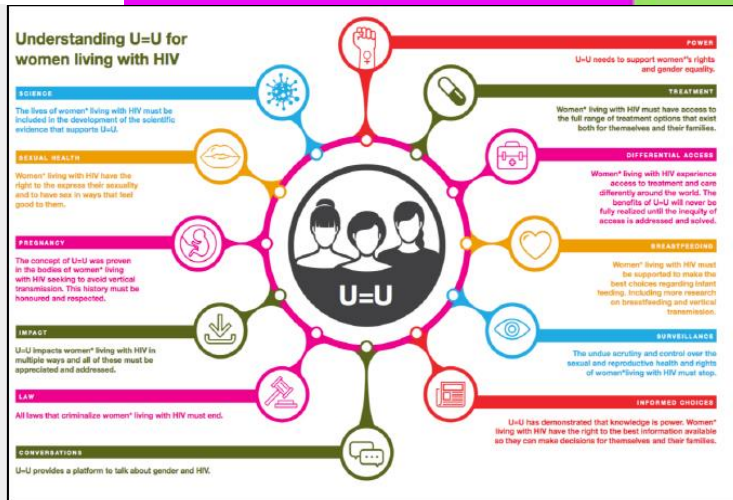 Understanding U=U for
women living with HIV
SCIENCE
The lives of women* living with HIV must be
included in the development of the scientific
evidence that supports U=U.
SEXUAL HEALTH
Women* living with HIV have the
right to the express their sexuality
and to have sex in ways that feel
good to them.
PREGNANCY
The concept of U=U was proven
in the bodies of women* living
with HIV seeking to avoid vertical
transmission. This history must be
honoured and respected.
IMPACT
U=U impacts women* living with HIV in
multiple ways and all of these must be
appreciated and addressed.
LAW
All laws that criminalize women* living with HIV must end.
CONVERSATIONS
U=U provides a platform to talk about gender and HIV.
U=U
POWER
U=U needs to support women*'s rights
and gender equality.
TREATMENT
Women* living with HIV must have access to
the full range of treatment options that exist
both for themselves and their families.
DIFFERENTIAL ACCESS
Women* living with HIV experience
access to treatment and care
differently around the world. The
benefits of U=U will never be
fully realized until the inequity of
access is addressed and solved.
BREASTFEEDING
Women* living with HIV must
be supported to make the
best choices regarding infant
feeding, including more research
on breastfeeding and vertical
transmission.
SURVEILLANCE
The undue scrutiny and control over the
sexual and reproductive health and rights
of women*living with HIV must stop.
INFORMED CHOICES
U=U has demonstrated that knowledge is power. Women*
living with HIV have the right to the best information available
so they can make decisions for themselves and their families.